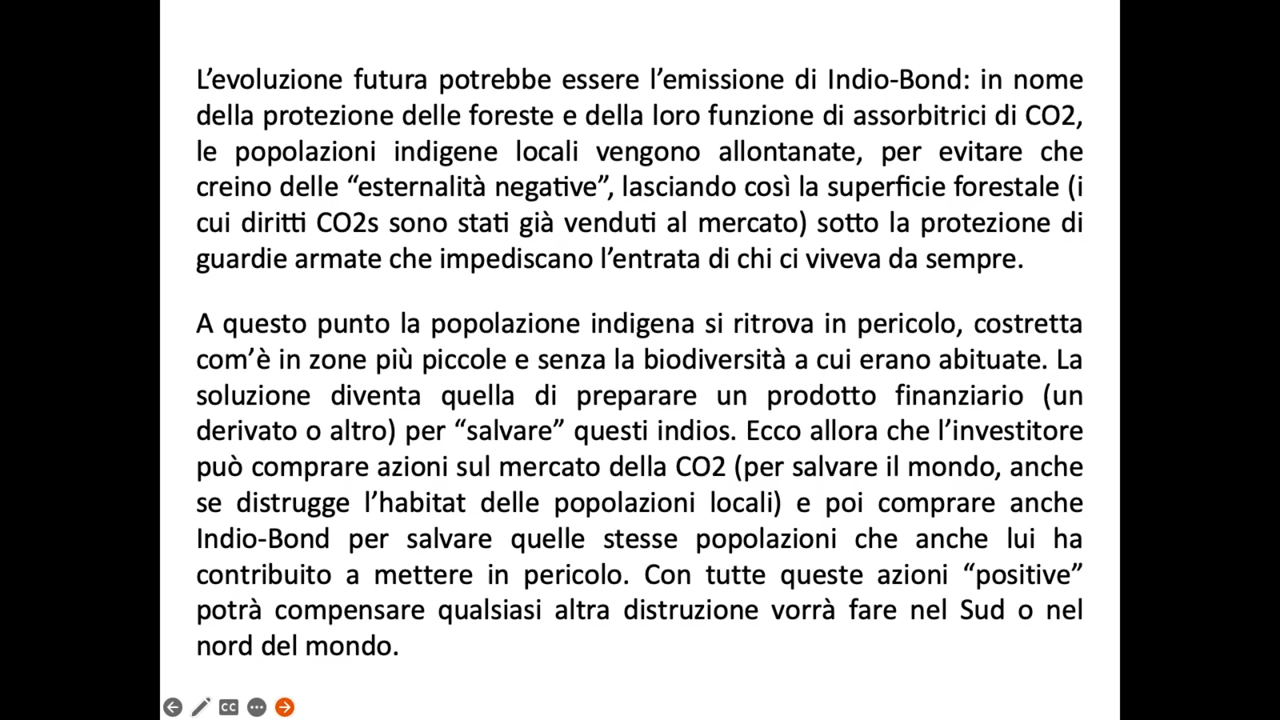 L’evoluzione futura potrebbe essere l’emissione di Indio-Bond: in nome
della protezione delle foreste e della loro funzione di assorbitrici di CO2,
le popolazioni indigene locali vengono allontanate, per evitare che
creino delle “esternalità negative”, lasciando così la superficie forestale (i
cui diritti CO2s sono stati già venduti al mercato) sotto la protezione di
guardie armate che impediscano l’entrata di chi ci viveva da sempre.
A questo punto la popolazione indigena si ritrova in pericolo, costretta
com’è in zone più piccole e senza la biodiversità a cui erano abituate. La
soluzione diventa quella di preparare un prodotto finanziario (un
derivato o altro) per “salvare” questi indios. Ecco allora che l’investitore
può comprare azioni sul mercato della CO2 (per salvare il mondo, anche
se distrugge l’habitat delle popolazioni locali) e poi comprare anche
Indio-Bond per salvare quelle stesse popolazioni che anche lui ha
contribuito a mettere in pericolo. Con tutte queste azioni “positive”
potrà compensare qualsiasi altra distruzione vorrà fare nel Sud o nel
nord del mondo.
CC